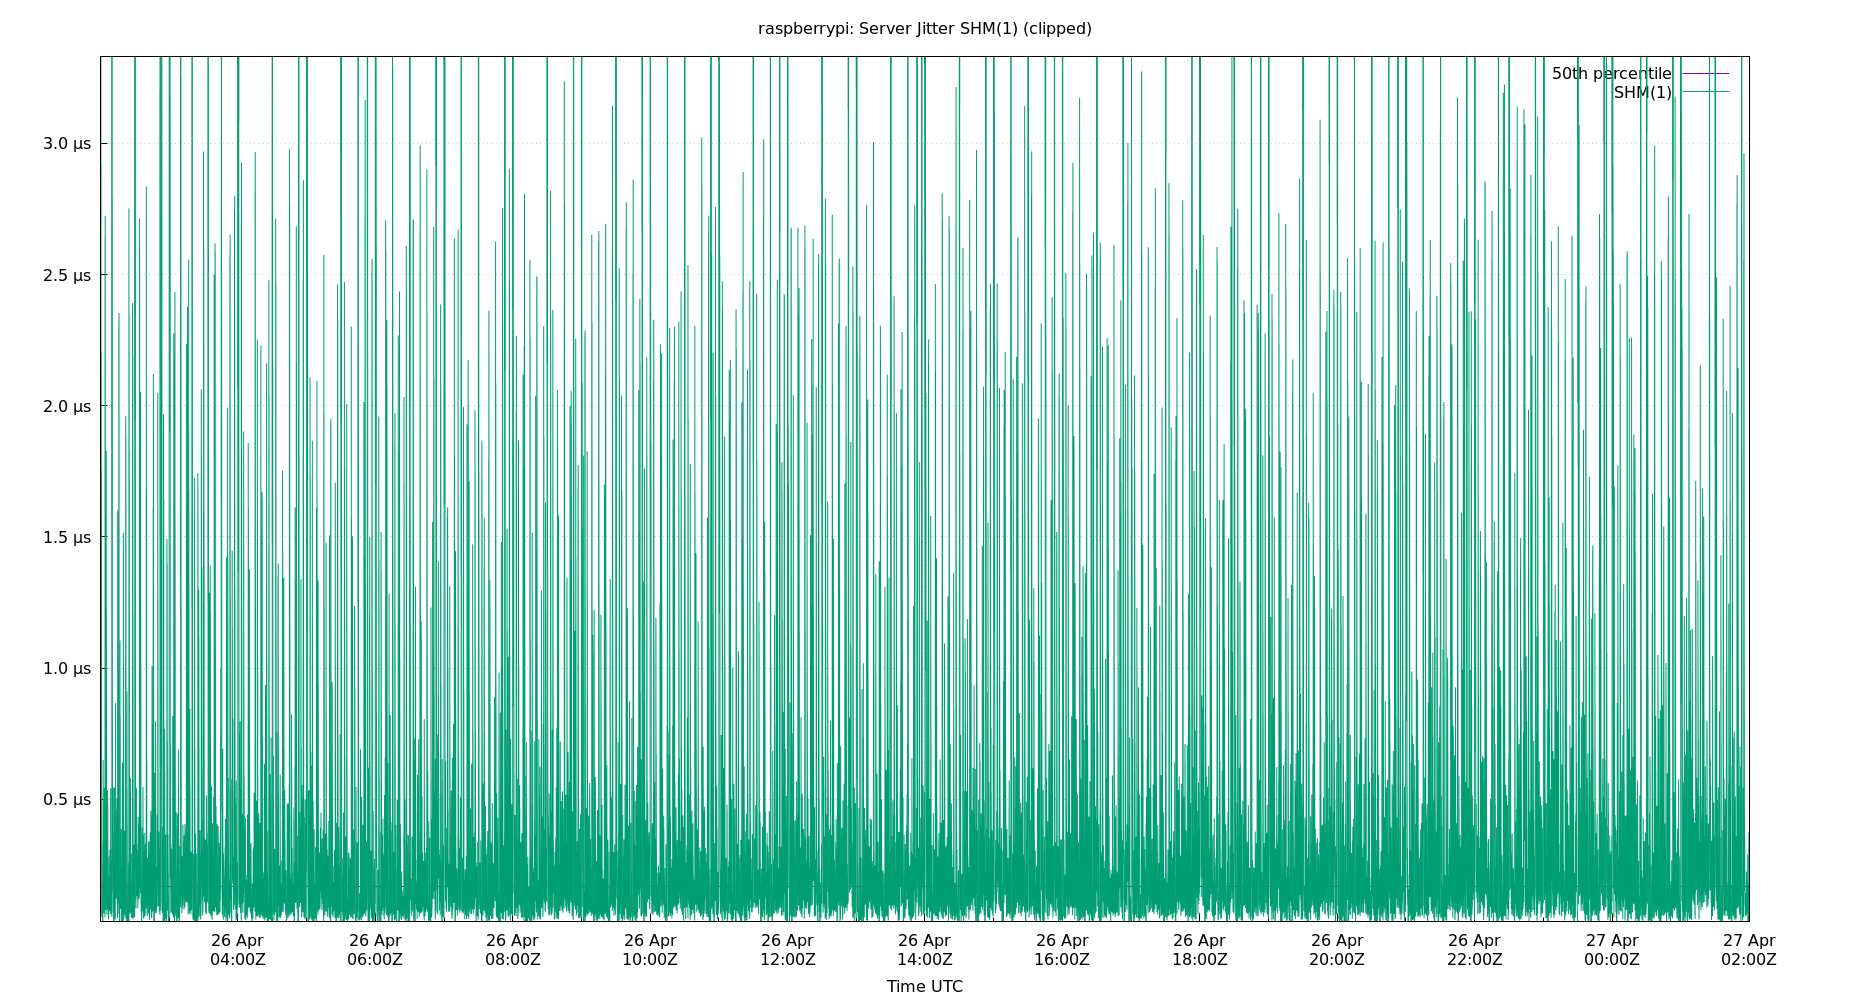 raspberrypi: Server Jitter SHM(1) (clipped)
50th percentile
SHM(1)
3.0 µs
2.5 µs
2.0 µs
1.5 µs
1.0 µs
0.5 µs
26 Apr 26 Apr 26 Apr 26 Apr 26 Apr 26 Apr 26 Apr 26 Apr 26 Apr 26 Apr 27 Apr 27 Apr
04:00Z 06:00Z 08:00Z 10:00Z 12:00Z 14:00Z 16:00Z 18:00Z 20:00Z 22:00Z 00:00Z 02:00Z
Time UTC